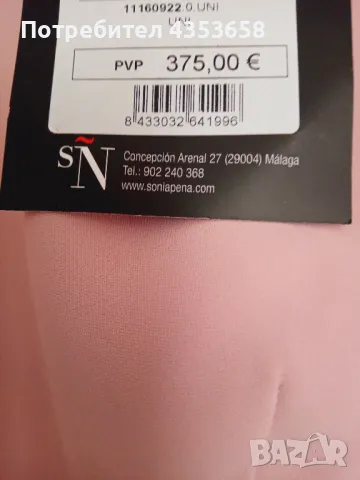 Потребител 4353658
11160922.0.UNI
UNI
PVP 375,00 €
8 433032 641996
SÑ
Concepción Arenal 27 (29004) Málaga
Tel.: 902 240 368
www.soniapena.com
BAZAR